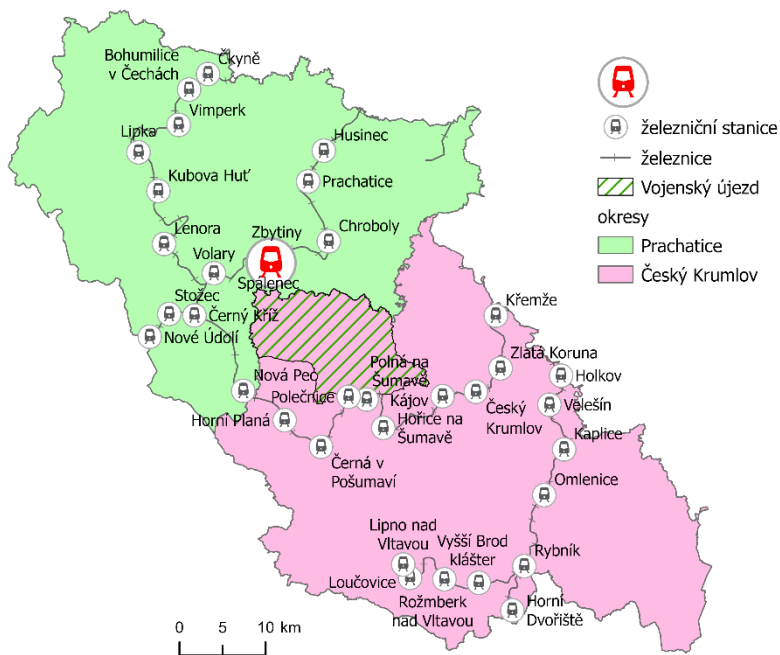 Bohumilice
v Čechách
Čkyně
Vimperk
Lipka
Husinec
Kubova Huť
Prachatice
Lenora
Zbytiny
Chroboly
Volary
Spálenec
Stožec
Černý Kříž
Nové Údolí
Křemže
Nová Pec
Polná na
Šumavě
Zlatá Koruna
Holkov
Polečnice
Kájov
Velešín
Horní Planá
Hořice na
Šumavě
Český
Krumlov
Kaplice
Černá v
Pošumaví
Omlenice
Lipno nad
Vltavou
Vyšší Brod
klášter
Rybník
Loučovice
Rožmberk
nad Vltavou
Horní
Dvořiště
železniční stanice
železnice
Vojenský újezd
okresy
Prachatice
Český Krumlov
0 5 10 km